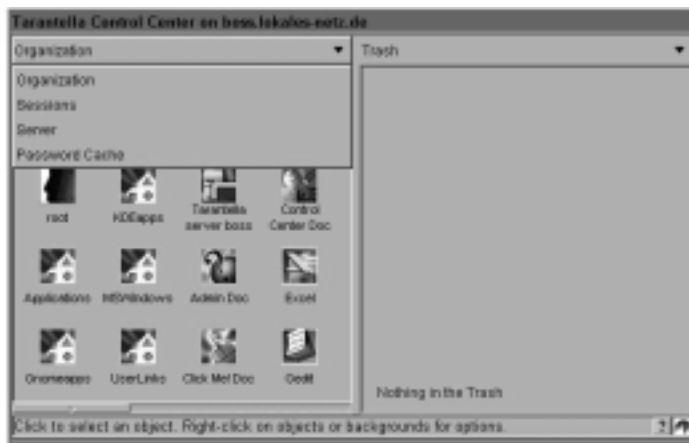 Tarantella Control Center on boss.lokales-netz.de
Organization
Trash
Organization
Sessions
Server
Password Cache
root
KDEapps
Tarantella
server boss
Control
Center Doc
Applications
MSWindows
Admin Doc
Excel
Gnomeapps
UserLinks
Click Me! Doc
Gedit
Nothing in the Trash
Click to select an object. Right-click on objects or backgrounds for options.
?